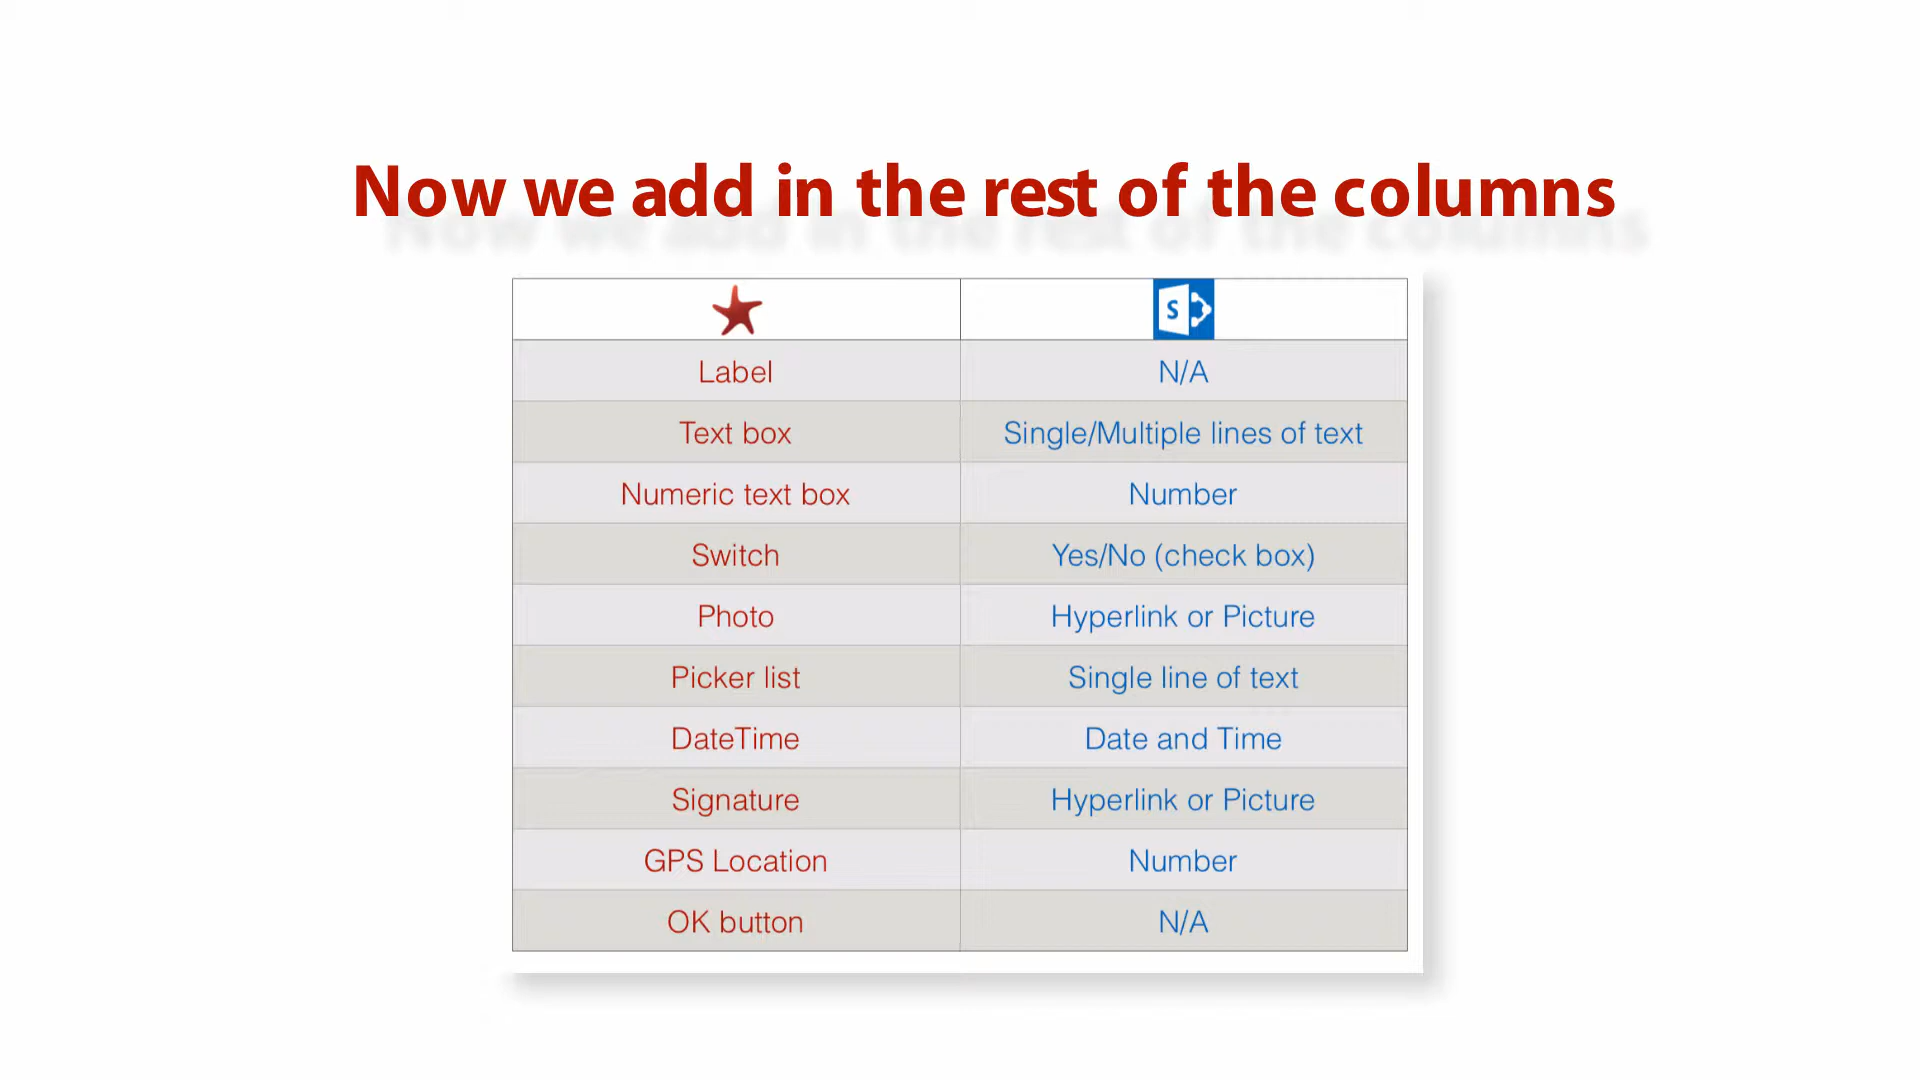 Now we add in the rest of the columns
S
Label N/A
Text box Single/Multiple lines of text
Numeric text box Number
Switch Yes/No (check box)
Photo Hyperlink or Picture
Picker list Single line of text
DateTime Date and Time
Signature Hyperlink or Picture
GPS Location Number
OK button N/A